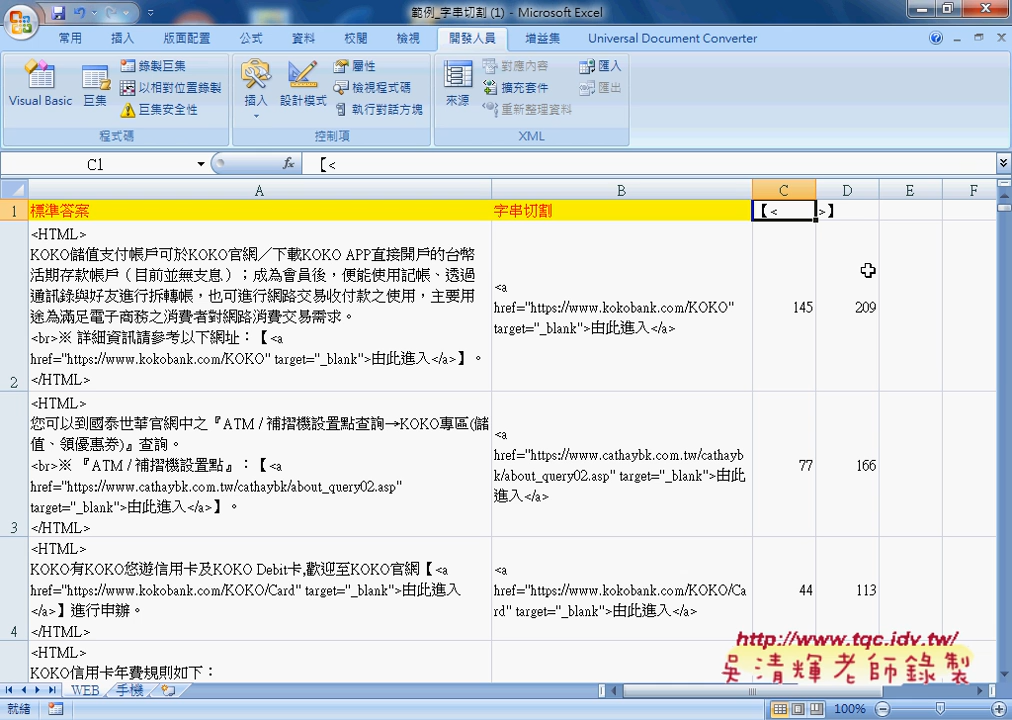 範例_字串切割 (1) - Microsoft Excel
常用 插入 版面配置 公式 資料 校閱 檢視 開發人員 增益集 Universal Document Converter
Visual Basic 巨集 錄製巨集 以相對位置錄製 巨集安全性 程式碼
插入 設計模式 屬性 檢視程式碼 執行對話方塊 控制項
來源 對應內容 擴充套件 重新整理資料 匯入 匯出 XML
C1 fx 【<
A B C D E F
1 標準答案 字串切割 【< >】
<HTML>
KOKO儲值支付帳戶可於KOKO官網／下載KOKO APP直接開戶的台幣
活期存款帳戶（目前並無支息）；成為會員後，便能使用記帳、透過
通訊錄與好友進行折轉帳，也可進行網路交易收付款之使用，主要用
途為滿足電子商務之消費者對網路消費交易需求。
<br>※ 詳細資訊請參考以下網址：【<a
href="https://www.kokobank.com/KOKO" target="_blank">由此進入</a>】。
</HTML>
2
<a
href="https://www.kokobank.com/KOKO"
target="_blank">由此進入</a>
145 209
<HTML>
您可以到國泰世華官網中之『ATM / 補摺機設置點查詢→KOKO專區(儲
值、領優惠券)』查詢。
<br>※ 『ATM / 補摺機設置點』：【<a
href="https://www.cathaybk.com.tw/cathaybk/about_query02.asp"
target="_blank">由此進入</a>】。
</HTML>
3
<a
href="https://www.cathaybk.com.tw/cathayb
k/about_query02.asp" target="_blank">由此
進入</a>
77 166
<HTML>
KOKO有KOKO您遊信用卡及KOKO Debit卡,歡迎至KOKO官網【<a
href="https://www.kokobank.com/KOKO/Card" target="_blank">由此進入
</a>】進行申辦。
</HTML>
4
<a
href="https://www.kokobank.com/KOKO/Ca
rd" target="_blank">由此進入</a>
44 113
<HTML>
KOKO信用卡年費規則如下：
http://www.tqc.idv.tw/
吳清輝老師錄製
WEB 手機
就緒 100%